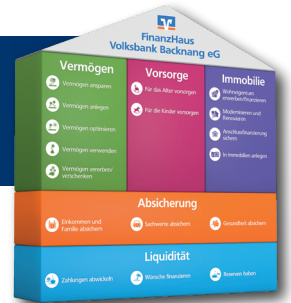 FinanzHaus
Volksbank Backnang eG
Vermögen
Vermögen ansparen
Vermögen anlegen
Vermögen optimieren
Vermögen verwenden
Vermögen vererben/
verschenken
Vorsorge
Für das Alter vorsorgen
Für die Kinder vorsorgen
Immobilie
Wohneigentum
erwerben/finanzieren
Modernisieren und
Renovieren
Anschlussfinanzierung
sichern
In Immobilien anlegen
Absicherung
Einkommen und
Familie absichern
Sachwerte absichern
Gesundheit absichern
Liquidität
Zahlungen abwickeln
Wünsche finanzieren
Reserven haben